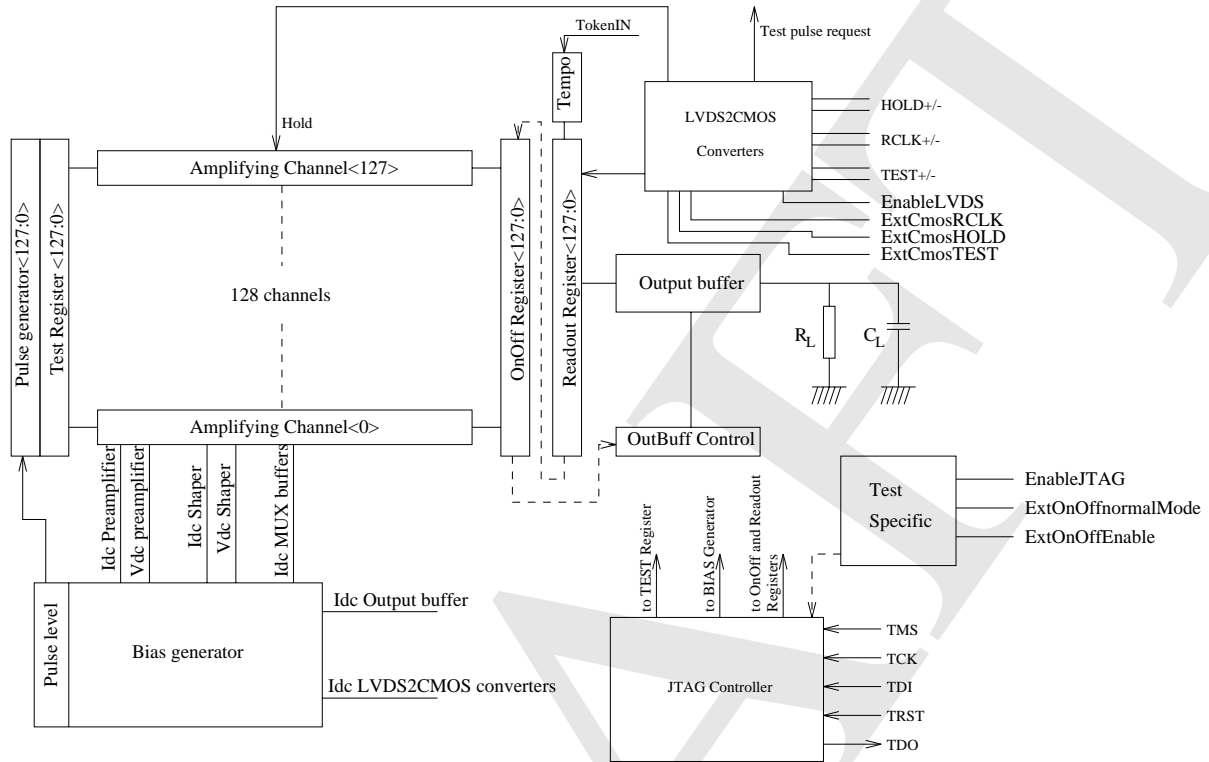 TokenIN
Test pulse request
Tempo
LVDS2CMOS
Converters
HOLD+/-
RCLK+/-
TEST+/-
EnableLVDS
ExtCmosRCLK
ExtCmosHOLD
ExtCmosTEST
Hold
Pulse generator<127:0>
Test Register <127:0>
Amplifying Channel<127>
128 channels
Amplifying Channel<0>
OnOff Register<127:0>
Readout Register<127:0>
Output buffer
R_L
C_L
OutBuff Control
Idc Preamplifier
Vdc preamplifier
Idc Shaper
Vdc Shaper
Idc MUX buffers
Pulse level
Bias generator
Idc Output buffer
Idc LVDS2CMOS converters
Test
Specific
EnableJTAG
ExtOnOffnormalMode
ExtOnOffEnable
to TEST Register
to BIAS Generator
to OnOff and Readout
Registers
JTAG Controller
TMS
TCK
TDI
TRST
TDO